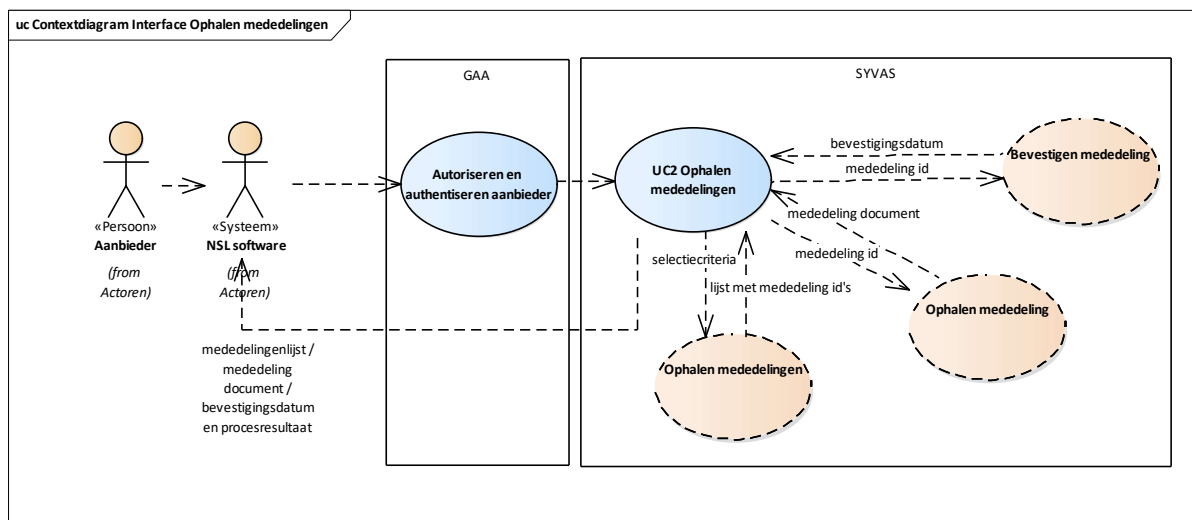 uc Contextdiagram Interface Ophalen mededelingen
GAA
SYVAS
«Persoon»
Aanbieder
(from
Actoren)
«Systeem»
NSL software
(from
Actoren)
Autoriseren en
authentiseren aanbieder
UC2 Ophalen
mededelingen
bevestigingsdatum
mededeling id
Bevestigen mededeling
mededeling document
mededeling id
Ophalen mededeling
selectiecriteria
lijst met mededeling id's
Ophalen mededelingen
mededelingenlijst /
mededeling
document /
bevestigingsdatum
en procesresultaat